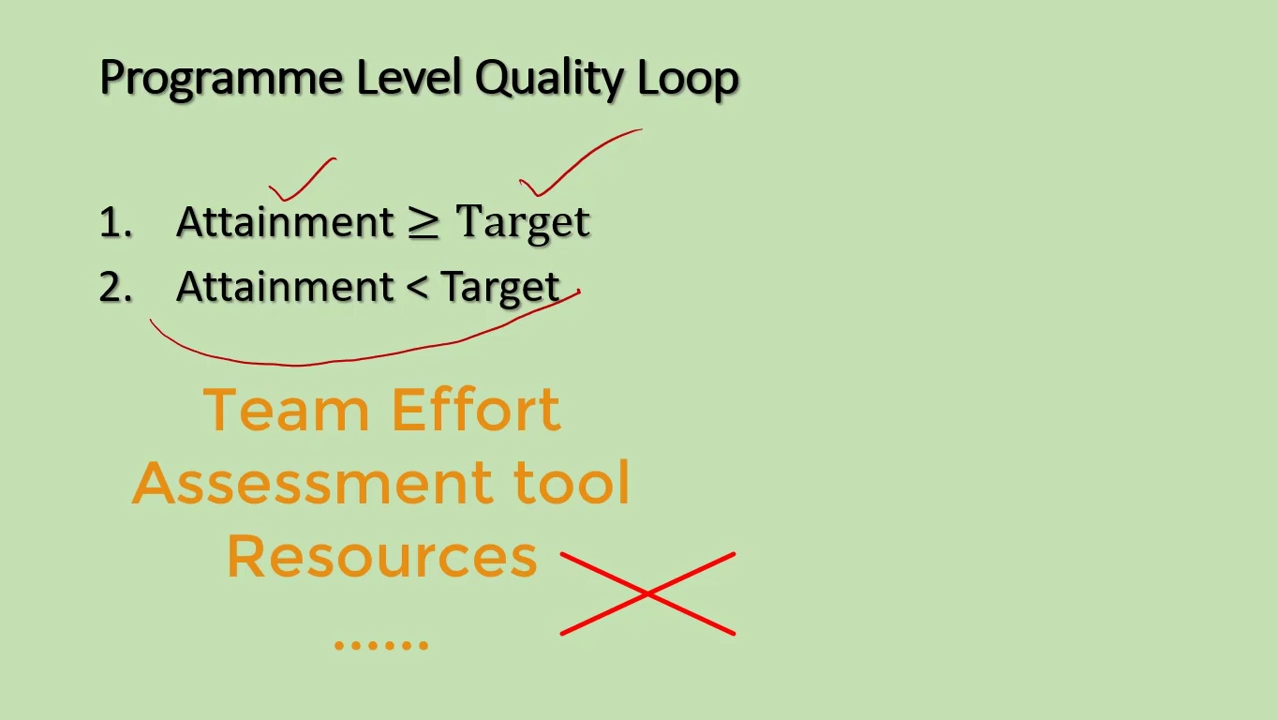 Programme Level Quality Loop
1. Attainment ≥ Target
2. Attainment < Target
Team Effort
Assessment tool
Resources
......